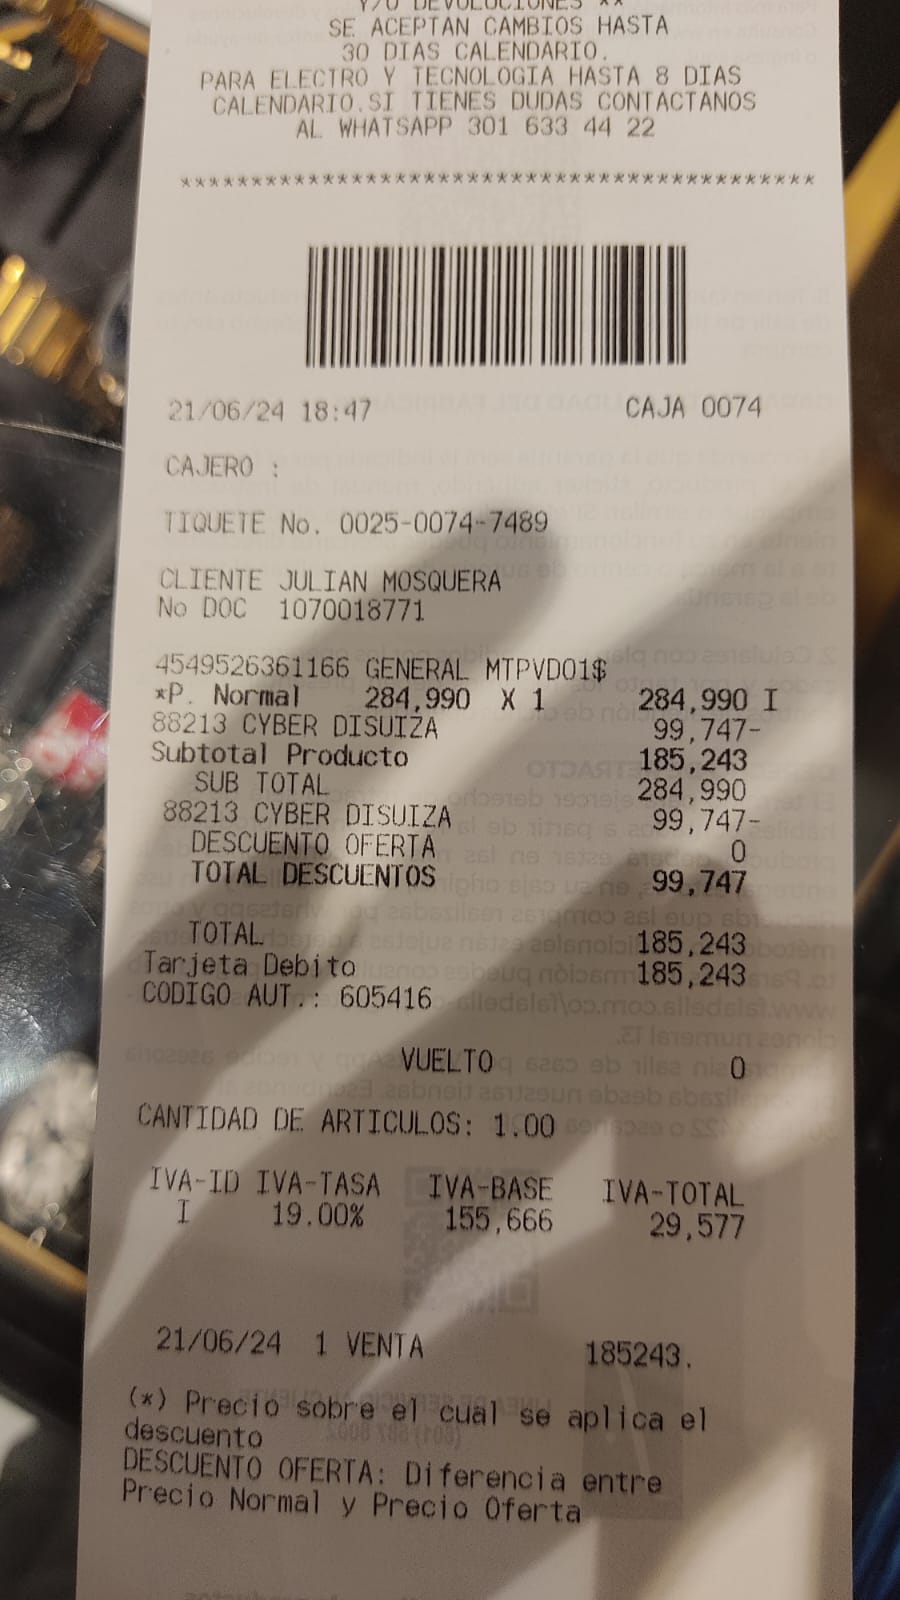 Y/O DEVOLUCIONES **
SE ACEPTAN CAMBIOS HASTA
30 DIAS CALENDARIO.
PARA ELECTRO Y TECNOLOGIA HASTA 8 DIAS
CALENDARIO.SI TIENES DUDAS CONTACTANOS
AL WHATSAPP 301 633 44 22
*********************************************
21/06/24 18:47 CAJA 0074
CAJERO :
TIQUETE No. 0025-0074-7489
CLIENTE JULIAN MOSQUERA
No DOC 1070018771
4549526361166 GENERAL MTPVD01$
*P. Normal 284,990 X 1 284,990 I
88213 CYBER DISUIZA 99,747-
Subtotal Producto 185,243
SUB TOTAL 284,990
88213 CYBER DISUIZA 99,747-
DESCUENTO OFERTA 0
TOTAL DESCUENTOS 99,747
TOTAL 185,243
Tarjeta Debito 185,243
CODIGO AUT.: 605416
VUELTO 0
CANTIDAD DE ARTICULOS: 1.00
IVA-ID IVA-TASA IVA-BASE IVA-TOTAL
I 19.00% 155,666 29,577
21/06/24 1 VENTA 185243.
(*) Precio sobre el cual se aplica el
descuento
DESCUENTO OFERTA: Diferencia entre
Precio Normal y Precio Oferta